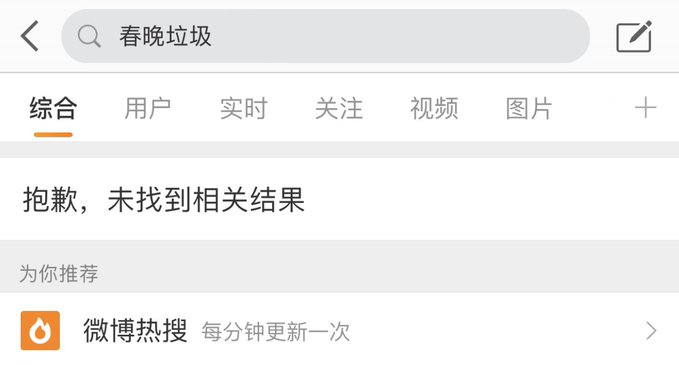 春晚垃圾
综合 用户 实时 关注 视频 图片
抱歉，未找到相关结果
为你推荐
微博热搜 每分钟更新一次